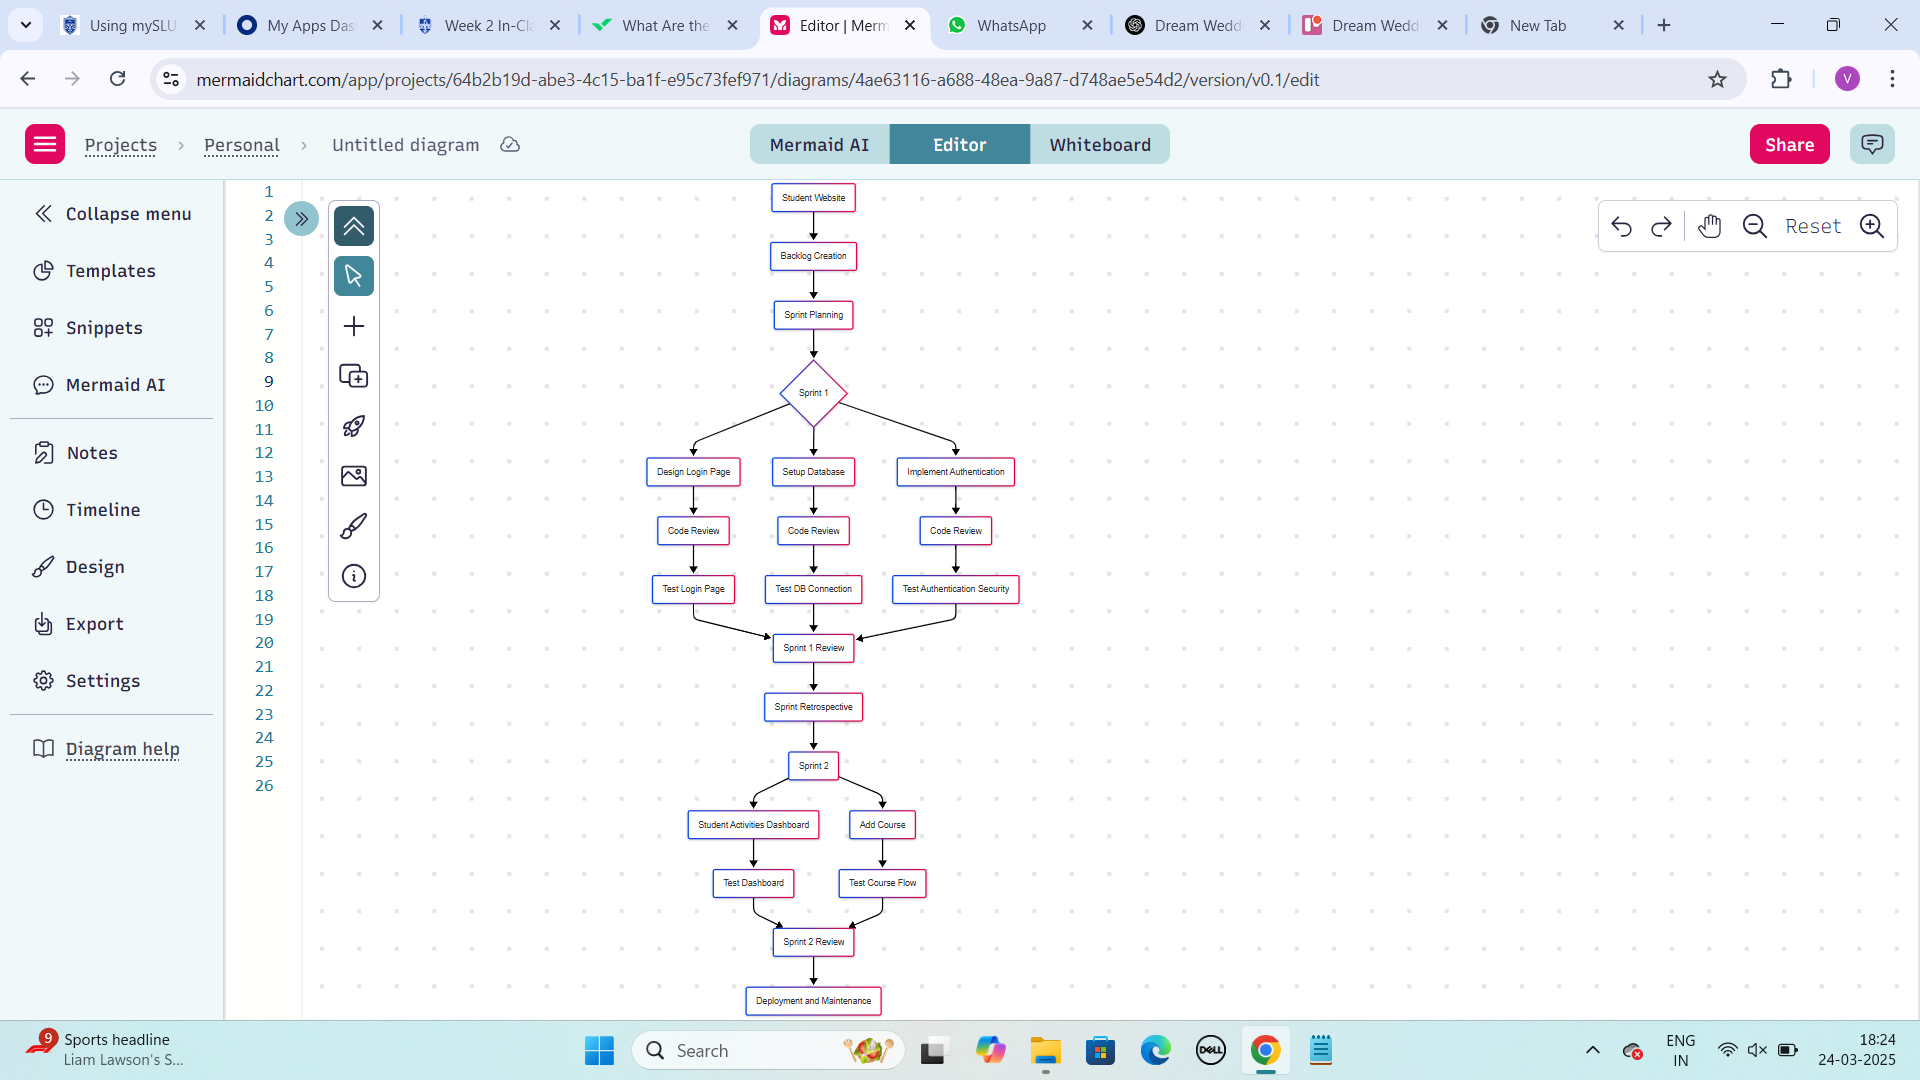 Using mySLU
My Apps Das
Week 2 In-Cla
What Are the
Editor | Merm
WhatsApp
Dream Wedd
Dream Wedd
New Tab
mermaidchart.com/app/projects/64b2b19d-abe3-4c15-ba1f-e95c73fef971/diagrams/4ae63116-a688-48ea-9a87-d748ae5e54d2/version/v0.1/edit
V
Projects > Personal > Untitled diagram
Mermaid AI
Editor
Whiteboard
Share
Collapse menu
Templates
Snippets
Mermaid AI
Notes
Timeline
Design
Export
Settings
Diagram help
1
2
3
4
5
6
7
8
9
10
11
12
13
14
15
16
17
18
19
20
21
22
23
24
25
26
Reset
Student Website
Backlog Creation
Sprint Planning
Sprint 1
Design Login Page
Setup Database
Implement Authentication
Code Review
Code Review
Code Review
Test Login Page
Test DB Connection
Test Authentication Security
Sprint 1 Review
Sprint Retrospective
Sprint 2
Student Activities Dashboard
Add Course
Test Dashboard
Test Course Flow
Sprint 2 Review
Deployment and Maintenance
9
Sports headline
Liam Lawson's S...
Search
DELL
ENG
IN
18:24
24-03-2025